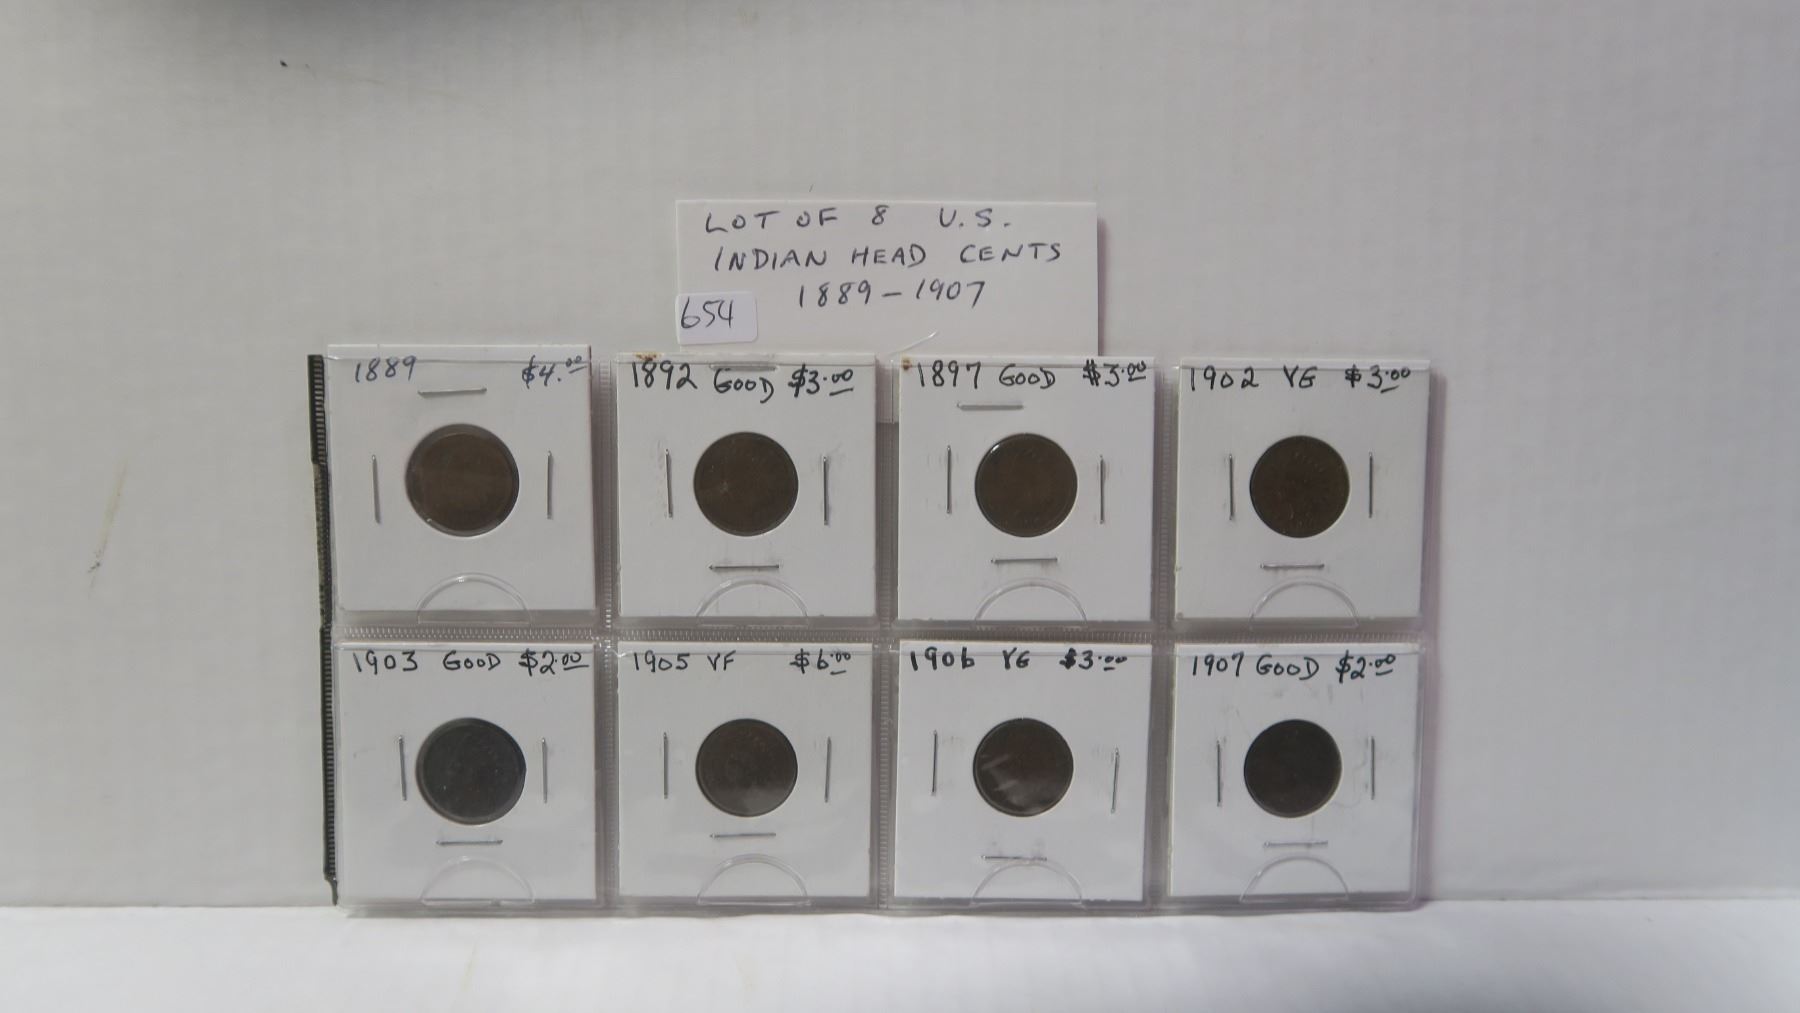 LOT OF 8 U.S.
INDIAN HEAD CENTS
1889-1907
654
1889 $4.00
1892 GOOD $3.00
1897 GOOD $3.00
1902 VG $3.00
1903 GOOD $2.00
1905 VF $6.00
1906 VG $3.00
1907 GOOD $2.00